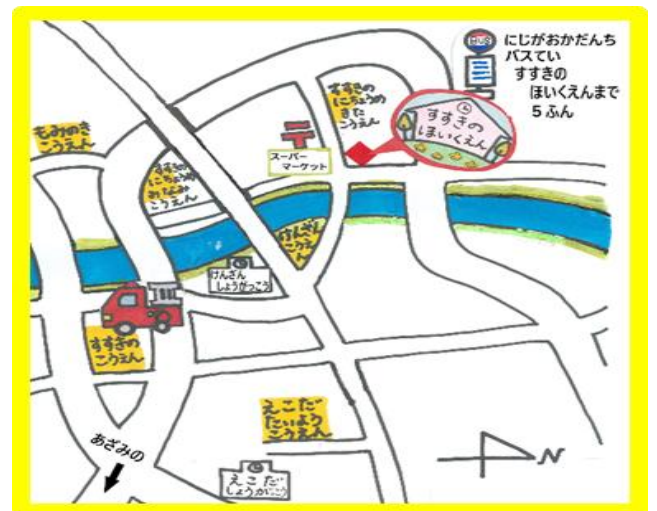 BUS
にじがおかだんち
バスてい
すすきの
ほいくえんまで
5ふん
すすきの
にちょうめ
きた
こうえん
すすきの
ほいくえん
もみのき
こうえん
スーパー
マーケット
すすきの
にちょうめ
みなみ
こうえん
けんざん
こうえん
けんざん
しょうがっこう
すすきの
こうえん
えこだ
たいよう
こうえん
あざみの
えこだ
しょうがっこう
N